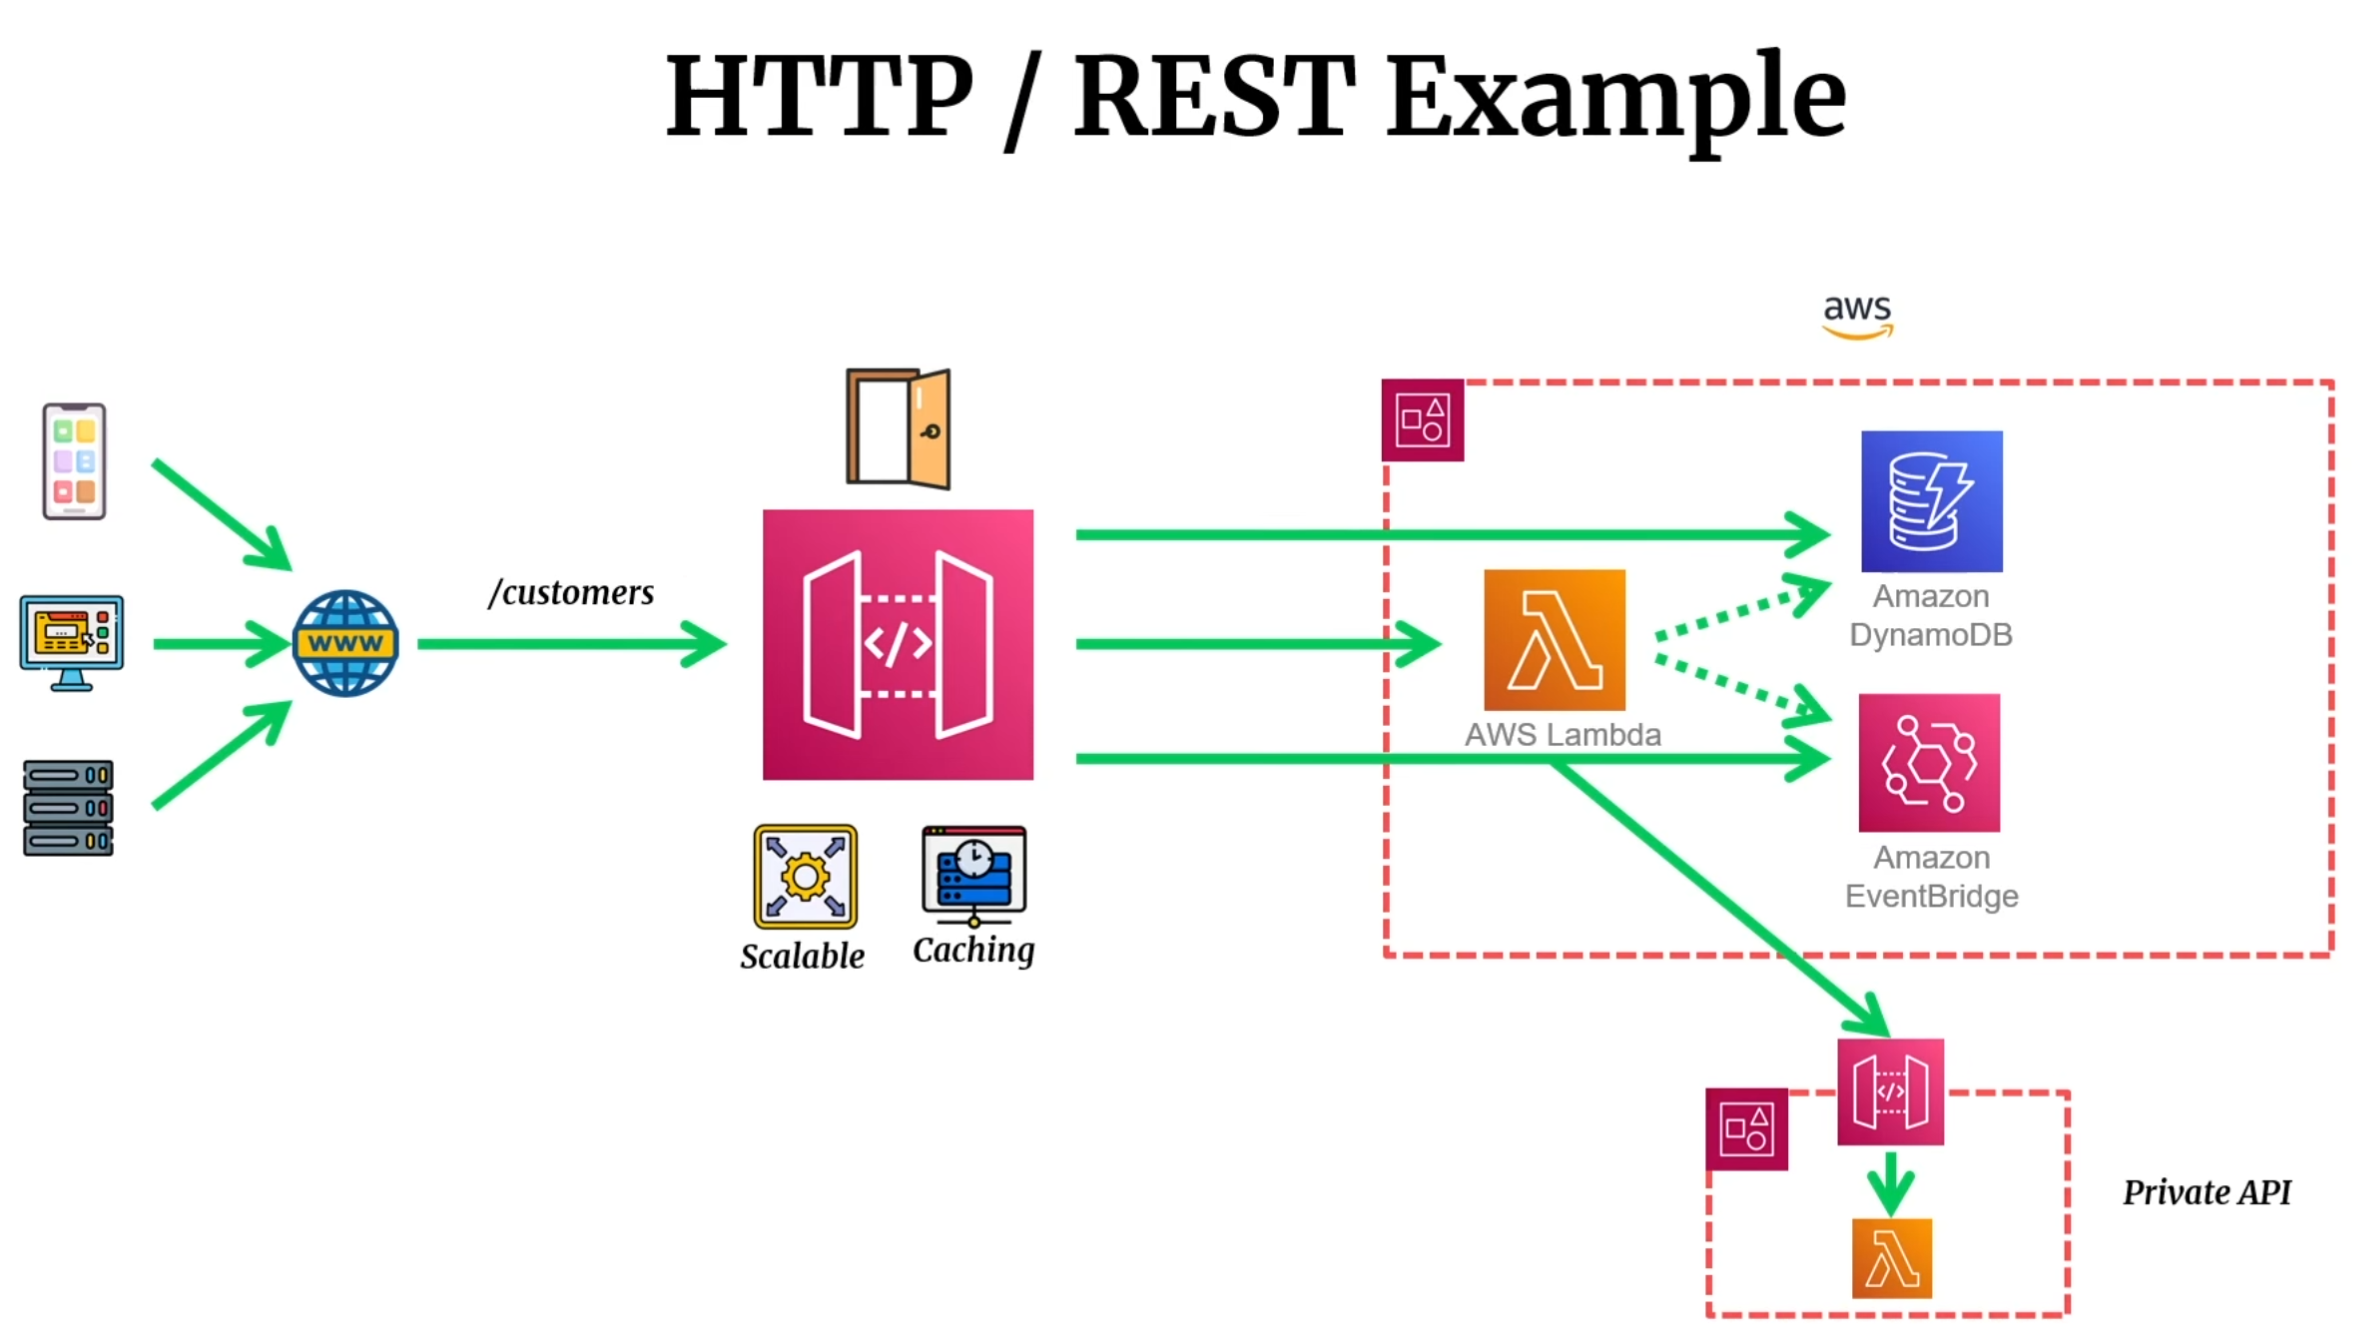 HTTP / REST Example
aws
/customers
WWW
</>
AWS Lambda
Amazon
DynamoDB
Amazon
EventBridge
Scalable
Caching
</>
Private API